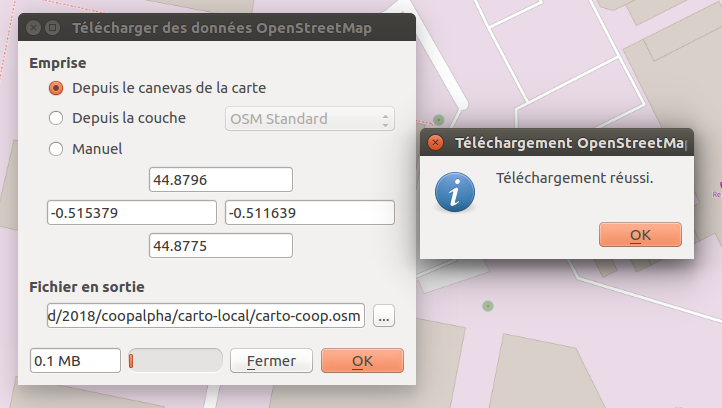 Télécharger des données OpenStreetMap
Emprise
Depuis le canevas de la carte
Depuis la couche
OSM Standard
Manuel
44.8796
-0.515379
-0.511639
44.8775
Fichier en sortie
d/2018/coopalpha/carto-local/carto-coop.osm
...
0.1 MB
Fermer
OK
Téléchargement OpenStreetMap
Téléchargement réussi.
OK